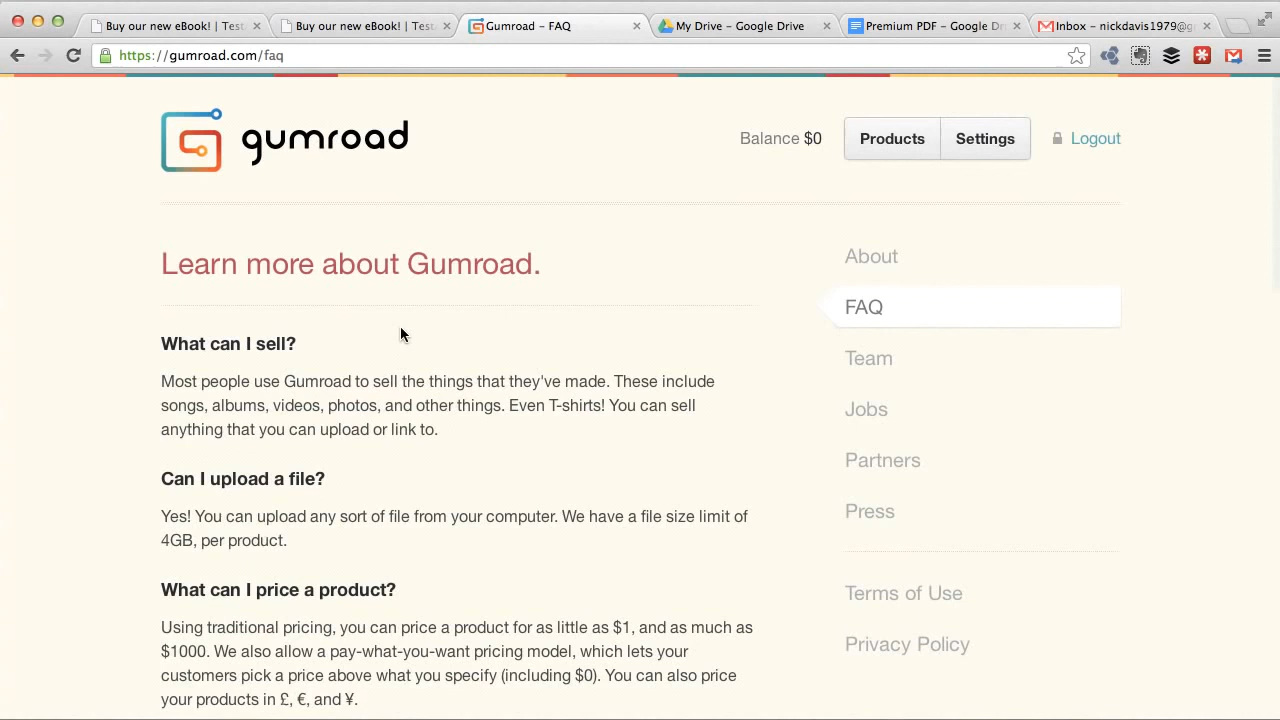 Buy our new eBook! | Test
Buy our new eBook! | Test
Gumroad – FAQ
My Drive – Google Drive
Premium PDF – Google Dr
Inbox – nickdavis1979@g
https://gumroad.com/faq
gumroad
Balance $0
Products
Settings
Logout
Learn more about Gumroad.
What can I sell?
Most people use Gumroad to sell the things that they've made. These include
songs, albums, videos, photos, and other things. Even T-shirts! You can sell
anything that you can upload or link to.
Can I upload a file?
Yes! You can upload any sort of file from your computer. We have a file size limit of
4GB, per product.
What can I price a product?
Using traditional pricing, you can price a product for as little as $1, and as much as
$1000. We also allow a pay-what-you-want pricing model, which lets your
customers pick a price above what you specify (including $0). You can also price
your products in £, €, and ¥.
About
FAQ
Team
Jobs
Partners
Press
Terms of Use
Privacy Policy